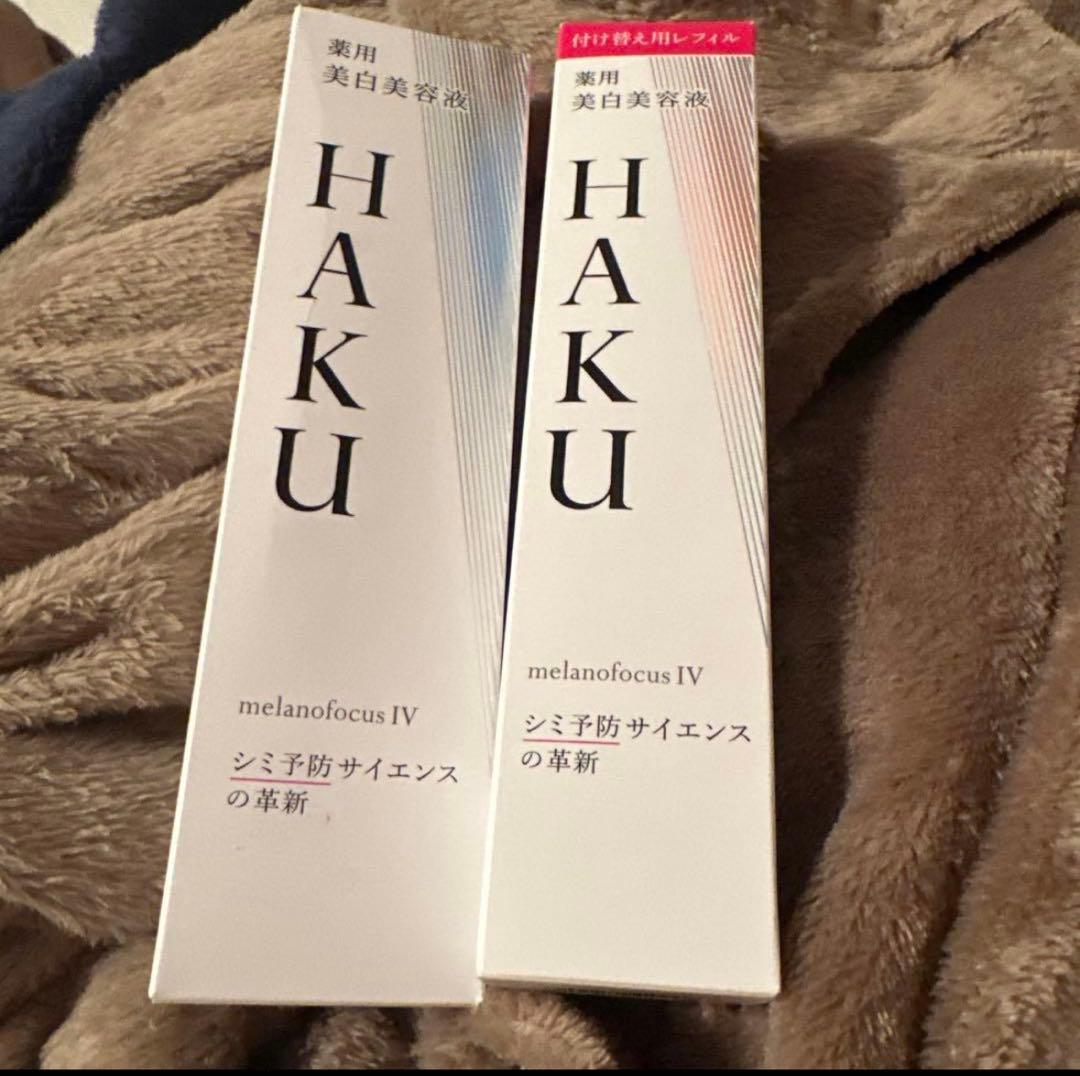 薬用
美白美容液
HAKU
melanofocus IV
シミ予防サイエンス
の革新
付け替え用レフィル
薬用
美白美容液
HAKU
melanofocus IV
シミ予防サイエンス
の革新